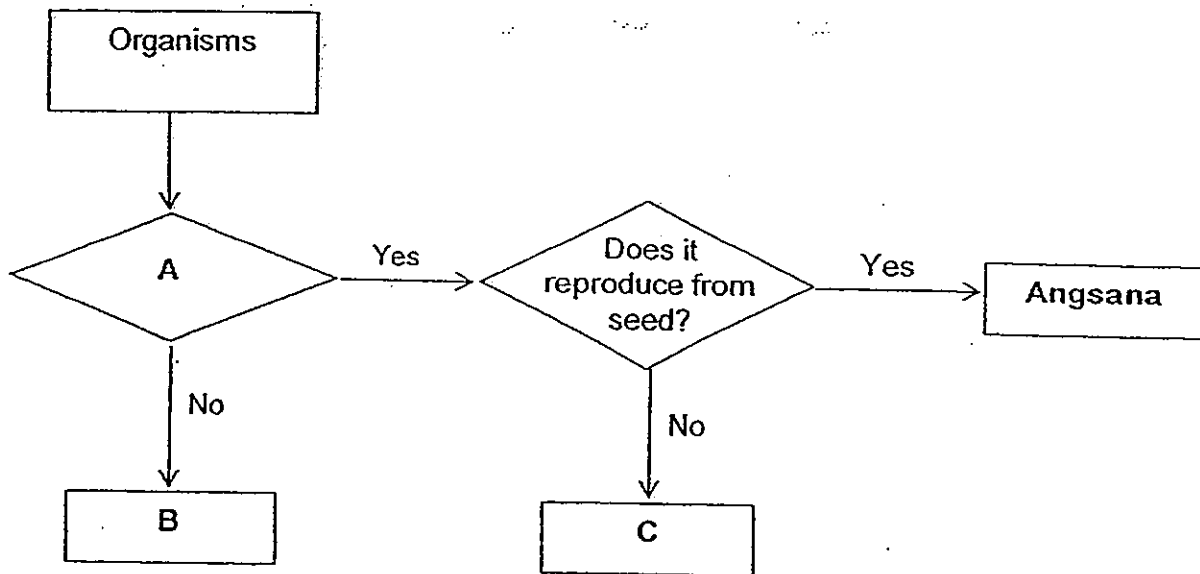 Organisms
A
Yes
Does it
reproduce from
seed?
Yes
Angsana
No
No
B
C